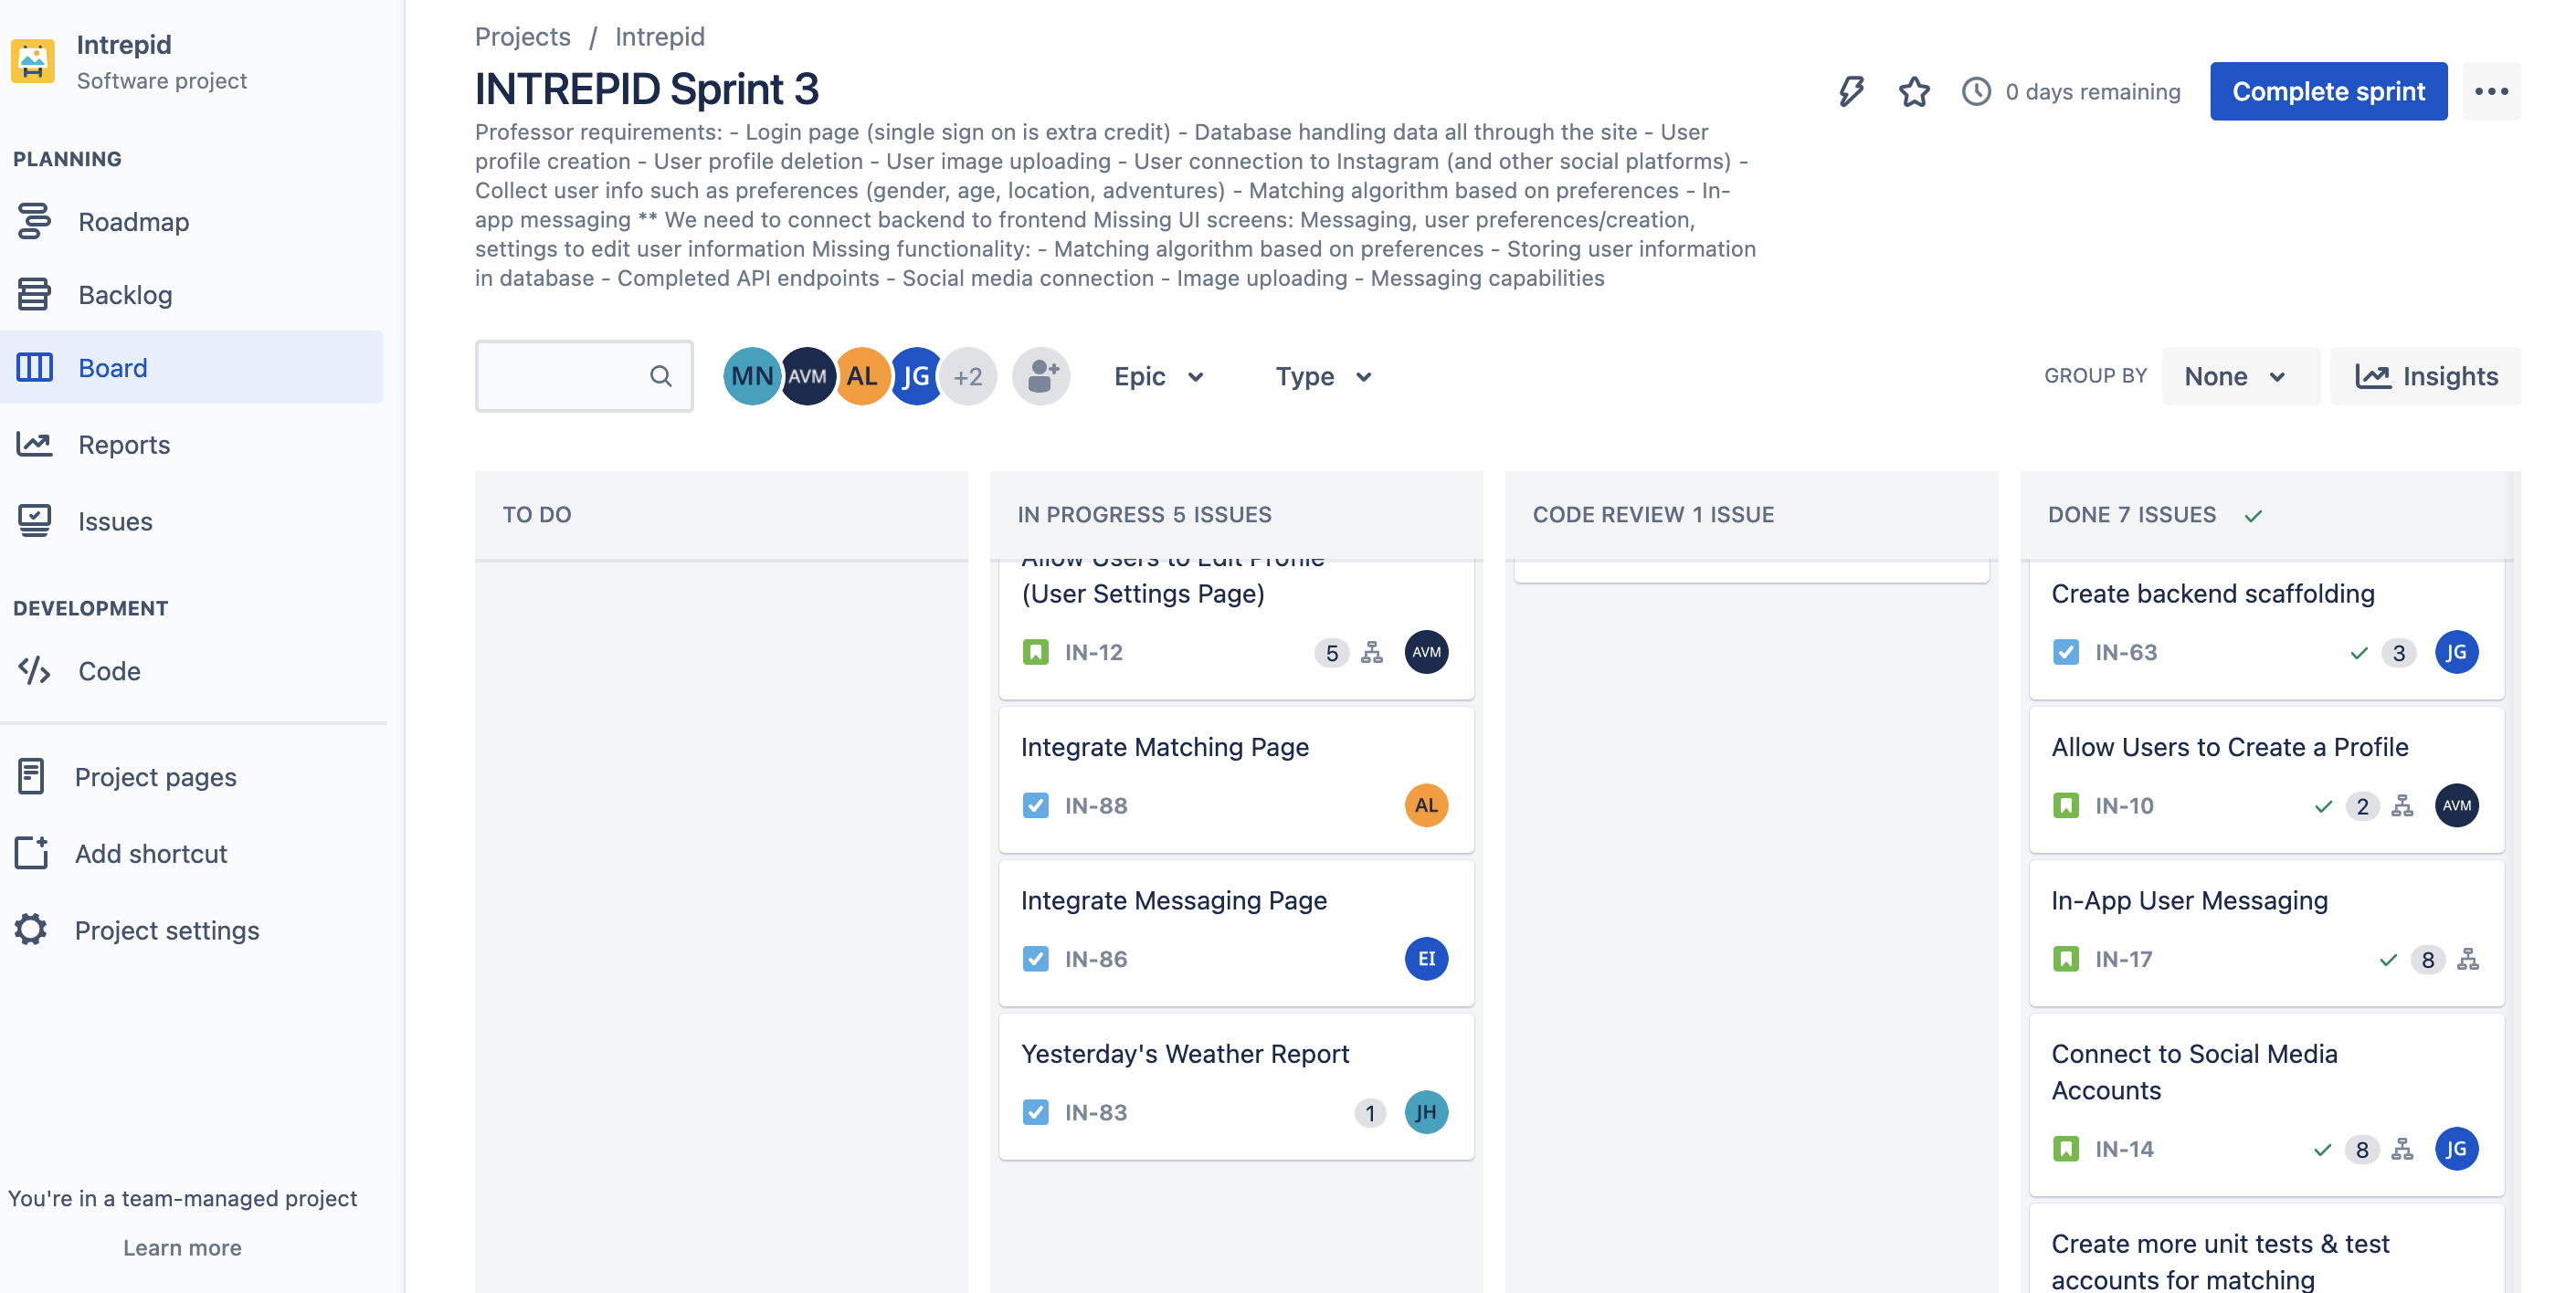 Intrepid
Software project
PLANNING
Roadmap
Backlog
Board
Reports
Issues
DEVELOPMENT
Code
Project pages
Add shortcut
Project settings
You're in a team-managed project
Learn more
Projects / Intrepid
INTREPID Sprint 3
0 days remaining
Complete sprint
Professor requirements: - Login page (single sign on is extra credit) - Database handling data all through the site - User
profile creation - User profile deletion - User image uploading - User connection to Instagram (and other social platforms) -
Collect user info such as preferences (gender, age, location, adventures) - Matching algorithm based on preferences - In-
app messaging ** We need to connect backend to frontend Missing UI screens: Messaging, user preferences/creation,
settings to edit user information Missing functionality: - Matching algorithm based on preferences - Storing user information
in database - Completed API endpoints - Social media connection - Image uploading - Messaging capabilities
MN AVM AL JG +2
Epic
Type
GROUP BY None
Insights
TO DO
IN PROGRESS 5 ISSUES
Allow Users to Edit Profile
(User Settings Page)
IN-12 5 AVM
Integrate Matching Page
IN-88 AL
Integrate Messaging Page
IN-86 EI
Yesterday's Weather Report
IN-83 1 JH
CODE REVIEW 1 ISSUE
DONE 7 ISSUES
Create backend scaffolding
IN-63 3 JG
Allow Users to Create a Profile
IN-10 2 AVM
In-App User Messaging
IN-17 8
Connect to Social Media
Accounts
IN-14 8 JG
Create more unit tests & test
accounts for matching